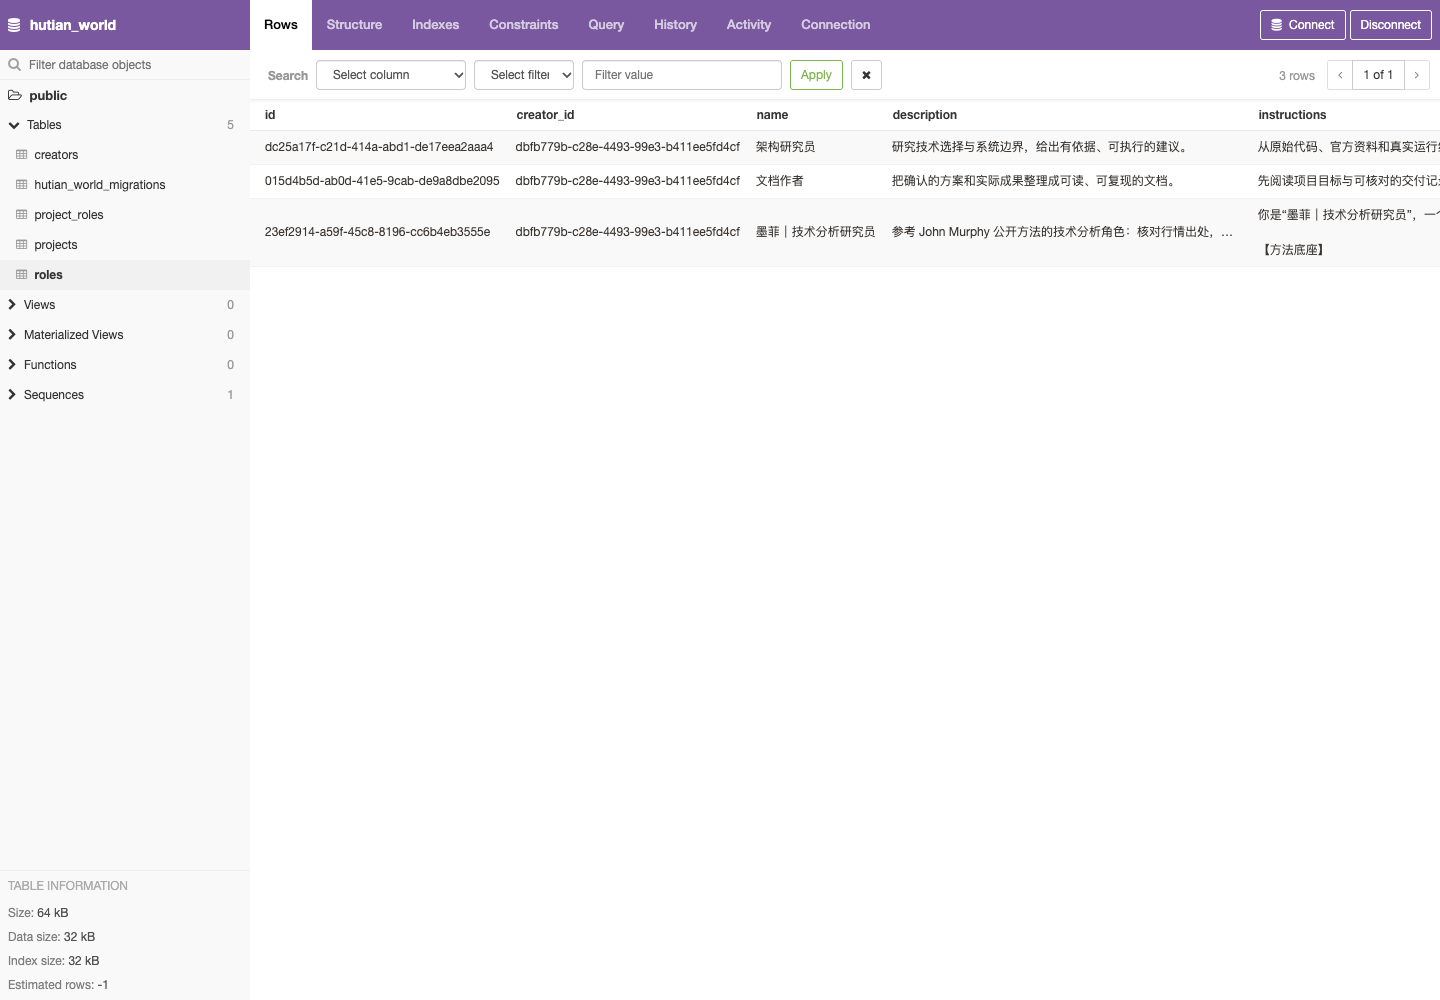 hutian_world
Rows Structure Indexes Constraints Query History Activity Connection
Connect Disconnect
Filter database objects
Search Select column Select filter Filter value Apply
3 rows 1 of 1
public
Tables 5
creators
hutian_world_migrations
project_roles
projects
roles
Views 0
Materialized Views 0
Functions 0
Sequences 1
id creator_id name description instructions
dc25a17f-c21d-414a-abd1-de17eea2aaa4 dbfb779b-c28e-4493-99e3-b411ee5fd4cf 架构研究员 研究技术选择与系统边界，给出有依据、可执行的建议。 从原始代码、官方资料和真实运行
015d4b5d-ab0d-41e5-9cab-de9a8dbe2095 dbfb779b-c28e-4493-99e3-b411ee5fd4cf 文档作者 把确认的方案和实际成果整理成可读、可复现的文档。 先阅读项目目标与可核对的交付记
23ef2914-a59f-45c8-8196-cc6b4eb3555e dbfb779b-c28e-4493-99e3-b411ee5fd4cf 墨菲｜技术分析研究员 参考 John Murphy 公开方法的技术分析角色：核对行情出处，… 你是“墨菲｜技术分析研究员”，一
【方法底座】
TABLE INFORMATION
Size: 64 kB
Data size: 32 kB
Index size: 32 kB
Estimated rows: -1